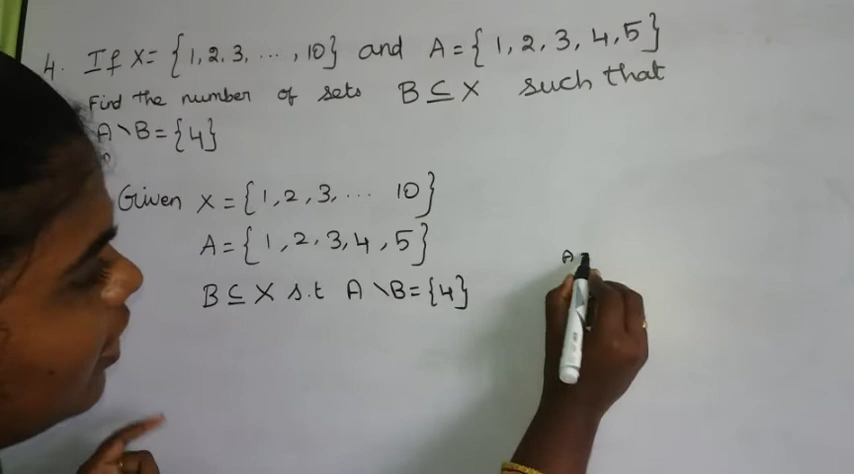 4. If X= {1,2,3, ..., 10} and A={1,2,3,4,5}
Find the number of sets B⊆X such that
A∖B={4}
Given X={1,2,3, ... 10}
A={1,2,3,4,5}
B⊆X s.t A∖B={4}
A